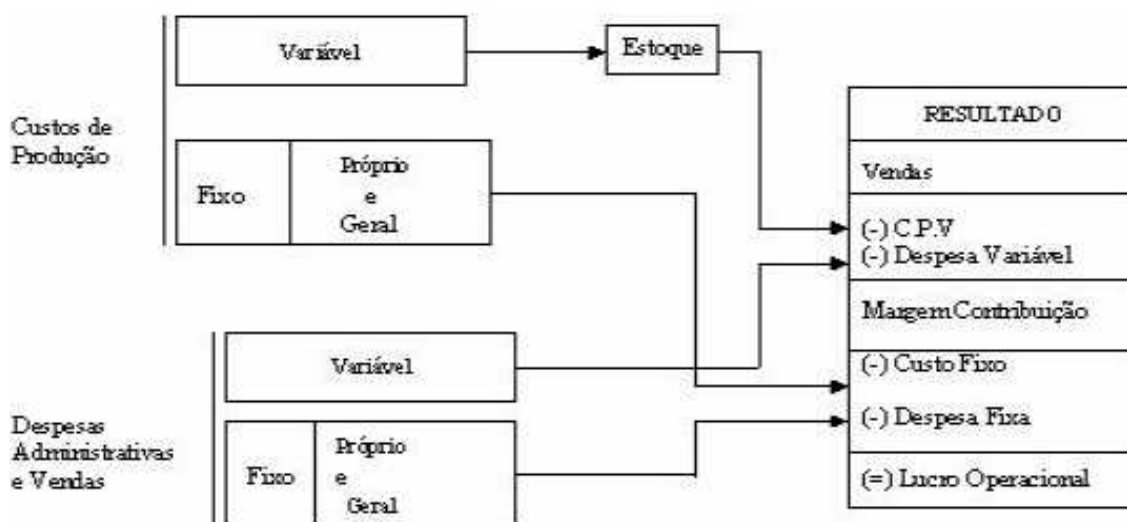 Variável
Estoque
Custos de
Produção
Fixo
Próprio
e
Geral
RESULTADO
Vendas
(-) C.P.V
(-) Despesa Variável
Margem Contribuição
(-) Custo Fixo
(-) Despesa Fixa
(=) Lucro Operacional
Despesas
Administrativas
e Vendas
Variável
Fixo
Próprio
e
Geral